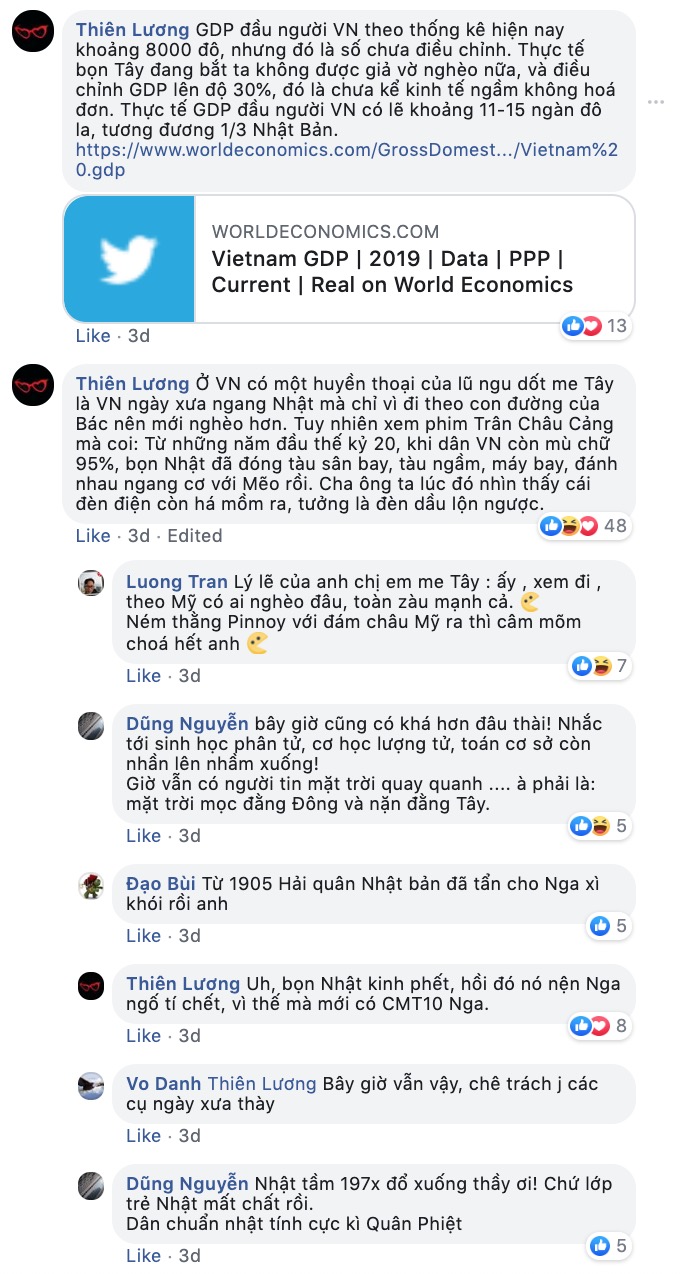 Thiên Lương GDP đầu người VN theo thống kê hiện nay
khoảng 8000 đô, nhưng đó là số chưa điều chỉnh. Thực tế
bọn Tây đang bắt ta không được giả vờ nghèo nữa, và điều
chỉnh GDP lên độ 30%, đó là chưa kể kinh tế ngầm không hoá
đơn. Thực tế GDP đầu người VN có lẽ khoảng 11-15 ngàn đô
la, tương đương 1/3 Nhật Bản.
https://www.worldeconomics.com/GrossDomest.../Vietnam%2
0.gdp
WORLDECONOMICS.COM
Vietnam GDP | 2019 | Data | PPP |
Current | Real on World Economics
13
Like · 3d
Thiên Lương Ở VN có một huyền thoại của lũ ngu dốt me Tây
là VN ngày xưa ngang Nhật mà chỉ vì đi theo con đường của
Bác nên mới nghèo hơn. Tuy nhiên xem phim Trân Châu Cảng
mà coi: Từ những năm đầu thế kỷ 20, khi dân VN còn mù chữ
95%, bọn Nhật đã đóng tàu sân bay, tàu ngầm, máy bay, đánh
nhau ngang cơ với Mẽo rồi. Cha ông ta lúc đó nhìn thấy cái
đèn điện còn há mồm ra, tưởng là đèn dầu lộn ngược.
48
Like · 3d · Edited
Luong Tran Lý lẽ của anh chị em me Tây : ấy , xem đi ,
theo Mỹ có ai nghèo đâu, toàn zàu mạnh cả.
Ném thằng Pinnoy với đám châu Mỹ ra thì câm mõm
choá hết anh
7
Like · 3d
Dũng Nguyễn bây giờ cũng có khá hơn đâu thài! Nhắc
tới sinh học phân tử, cơ học lượng tử, toán cơ sở còn
nhần lên nhầm xuống!
Giờ vẫn có người tin mặt trời quay quanh .... à phải là:
mặt trời mọc đằng Đông và nặn đằng Tây.
5
Like · 3d
Đạo Bùi Từ 1905 Hải quân Nhật bản đã tẩn cho Nga xì
khói rồi anh
5
Like · 3d
Thiên Lương Uh, bọn Nhật kinh phết, hồi đó nó nện Nga
ngố tí chết, vì thế mà mới có CMT10 Nga.
8
Like · 3d
Vo Danh Thiên Lương Bây giờ vẫn vậy, chê trách j các
cụ ngày xưa thày
Like · 3d
Dũng Nguyễn Nhật tầm 197x đổ xuống thầy ơi! Chứ lớp
trẻ Nhật mất chất rồi.
Dân chuẩn nhật tính cực kì Quân Phiệt
5
Like · 3d